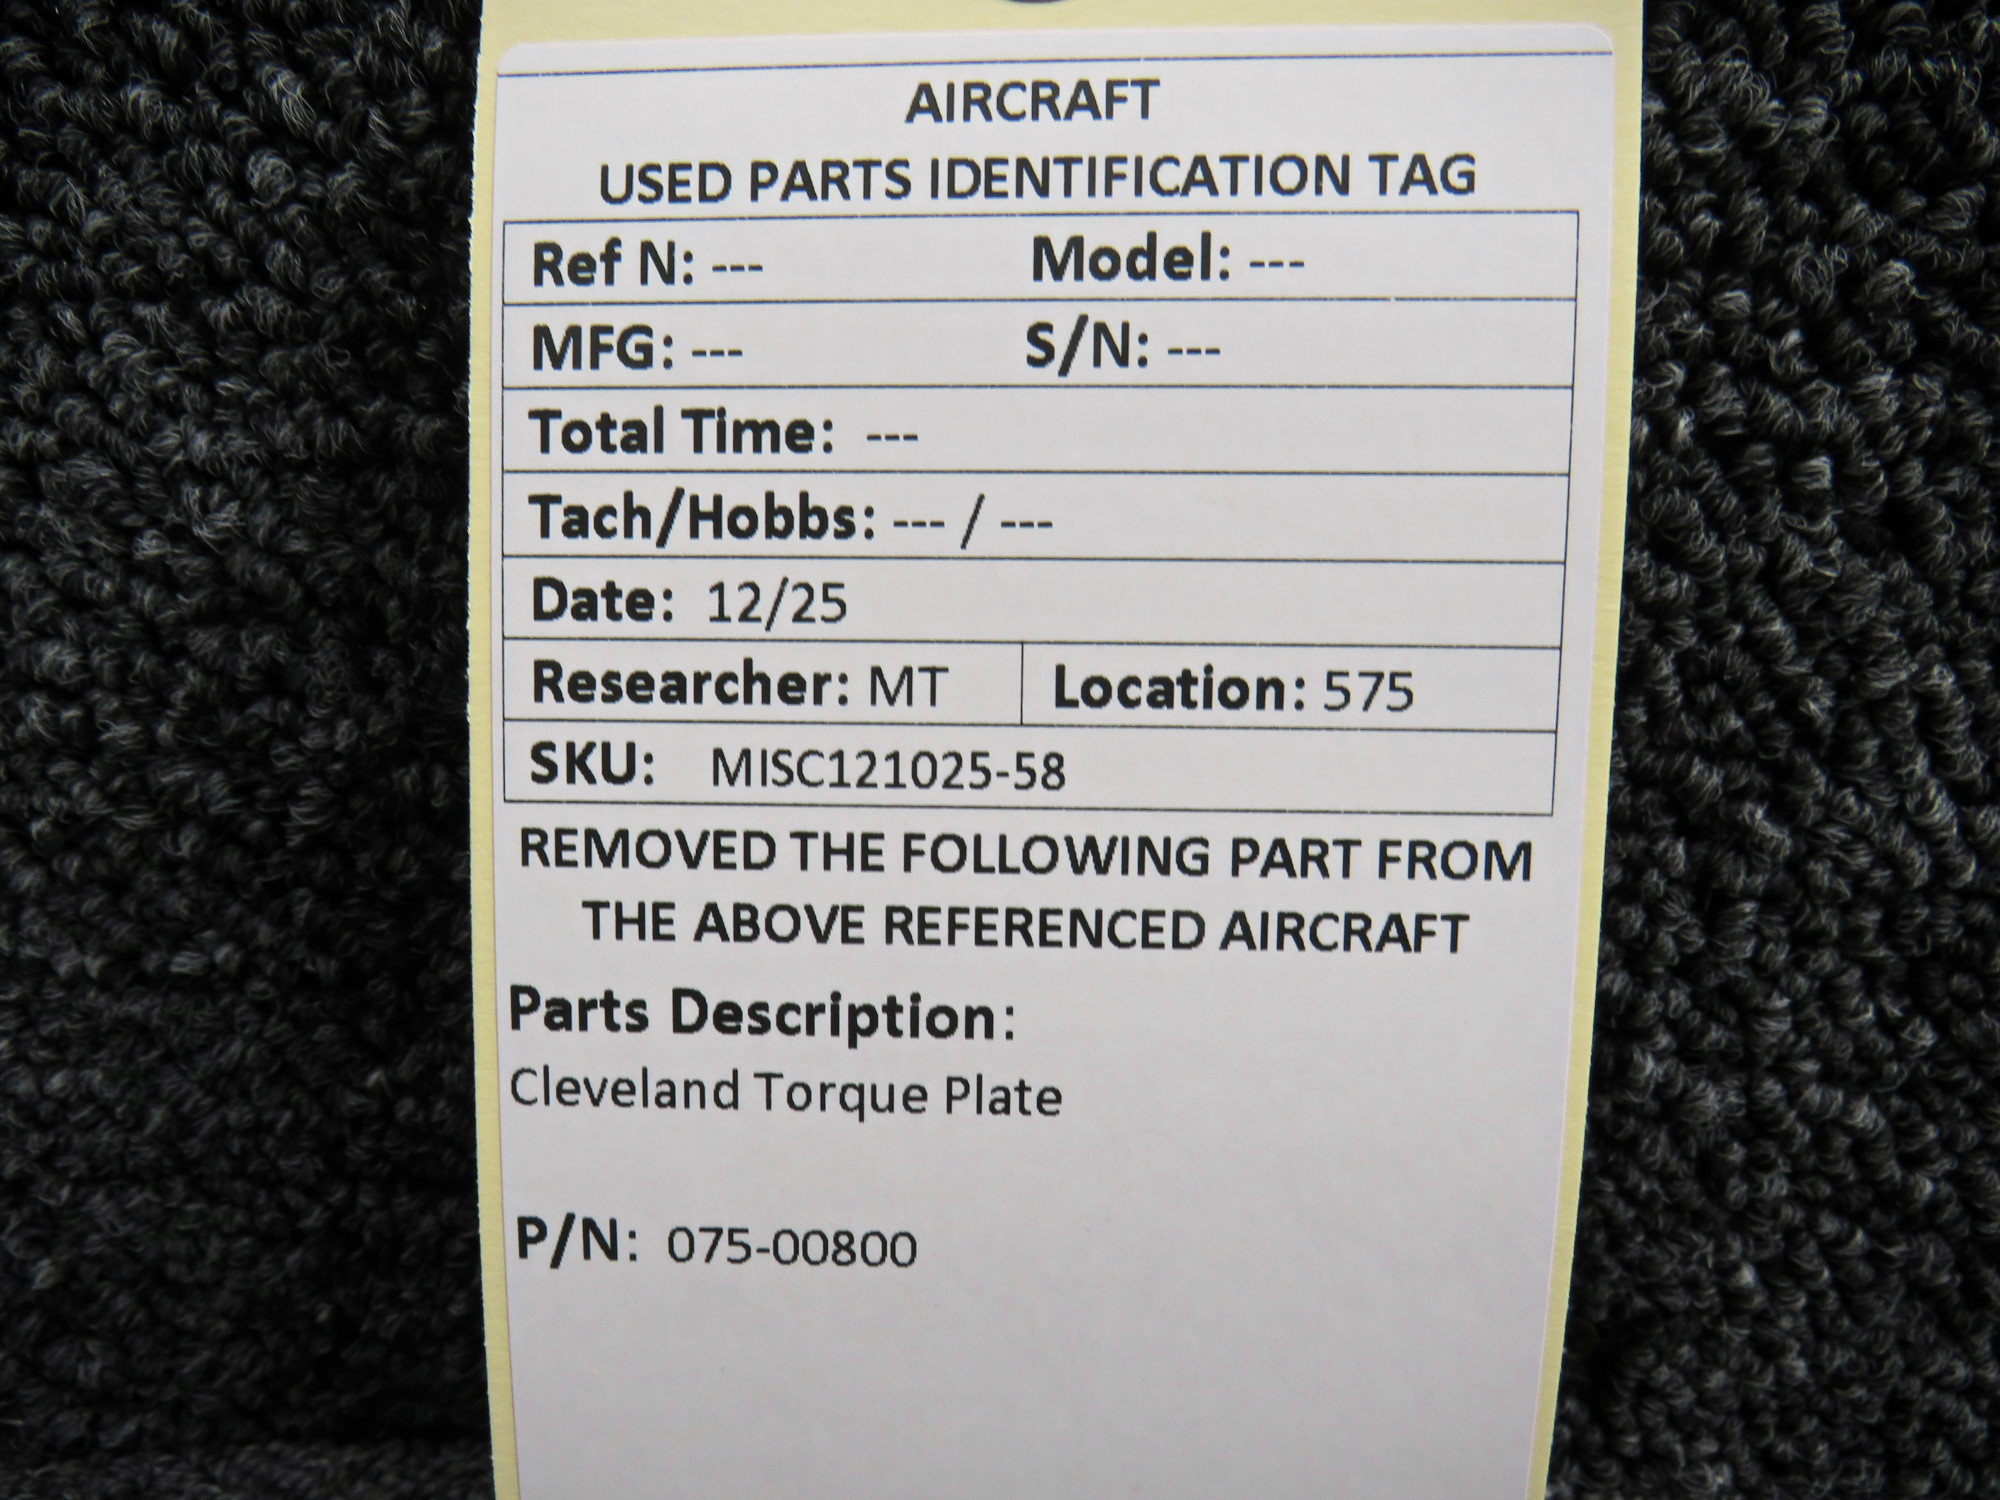 AIRCRAFT
USED PARTS IDENTIFICATION TAG
Ref N: --- Model: ---
MFG: --- S/N: ---
Total Time: ---
Tach/Hobbs: --- / ---
Date: 12/25
Researcher: MT Location: 575
SKU: MISC121025-58
REMOVED THE FOLLOWING PART FROM
THE ABOVE REFERENCED AIRCRAFT
Parts Description:
Cleveland Torque Plate
P/N: 075-00800